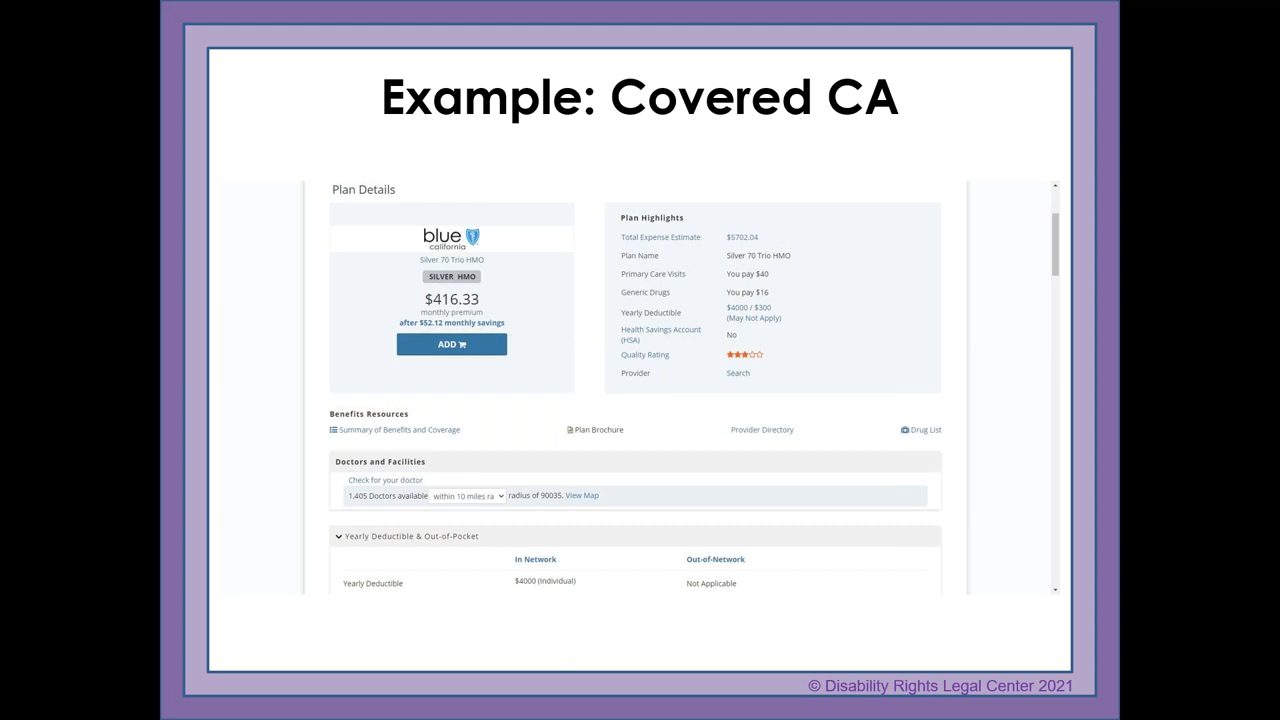 Example: Covered CA
Plan Details
blue
california
Silver 70 Trio HMO
SILVER HMO
$416.33
monthly premium
after $52.12 monthly savings
ADD
Plan Highlights
Total Expense Estimate $5702.04
Plan Name Silver 70 Trio HMO
Primary Care Visits You pay $40
Generic Drugs You pay $16
Yearly Deductible $4000 / $300
(May Not Apply)
Health Savings Account
(HSA) No
Quality Rating
Provider Search
Benefits Resources
Summary of Benefits and Coverage Plan Brochure Provider Directory Drug List
Doctors and Facilities
Check for your doctor
1,405 Doctors available within 10 miles ra radius of 90035. View Map
Yearly Deductible & Out-of-Pocket
In Network Out-of-Network
Yearly Deductible $4000 (Individual) Not Applicable
© Disability Rights Legal Center 2021